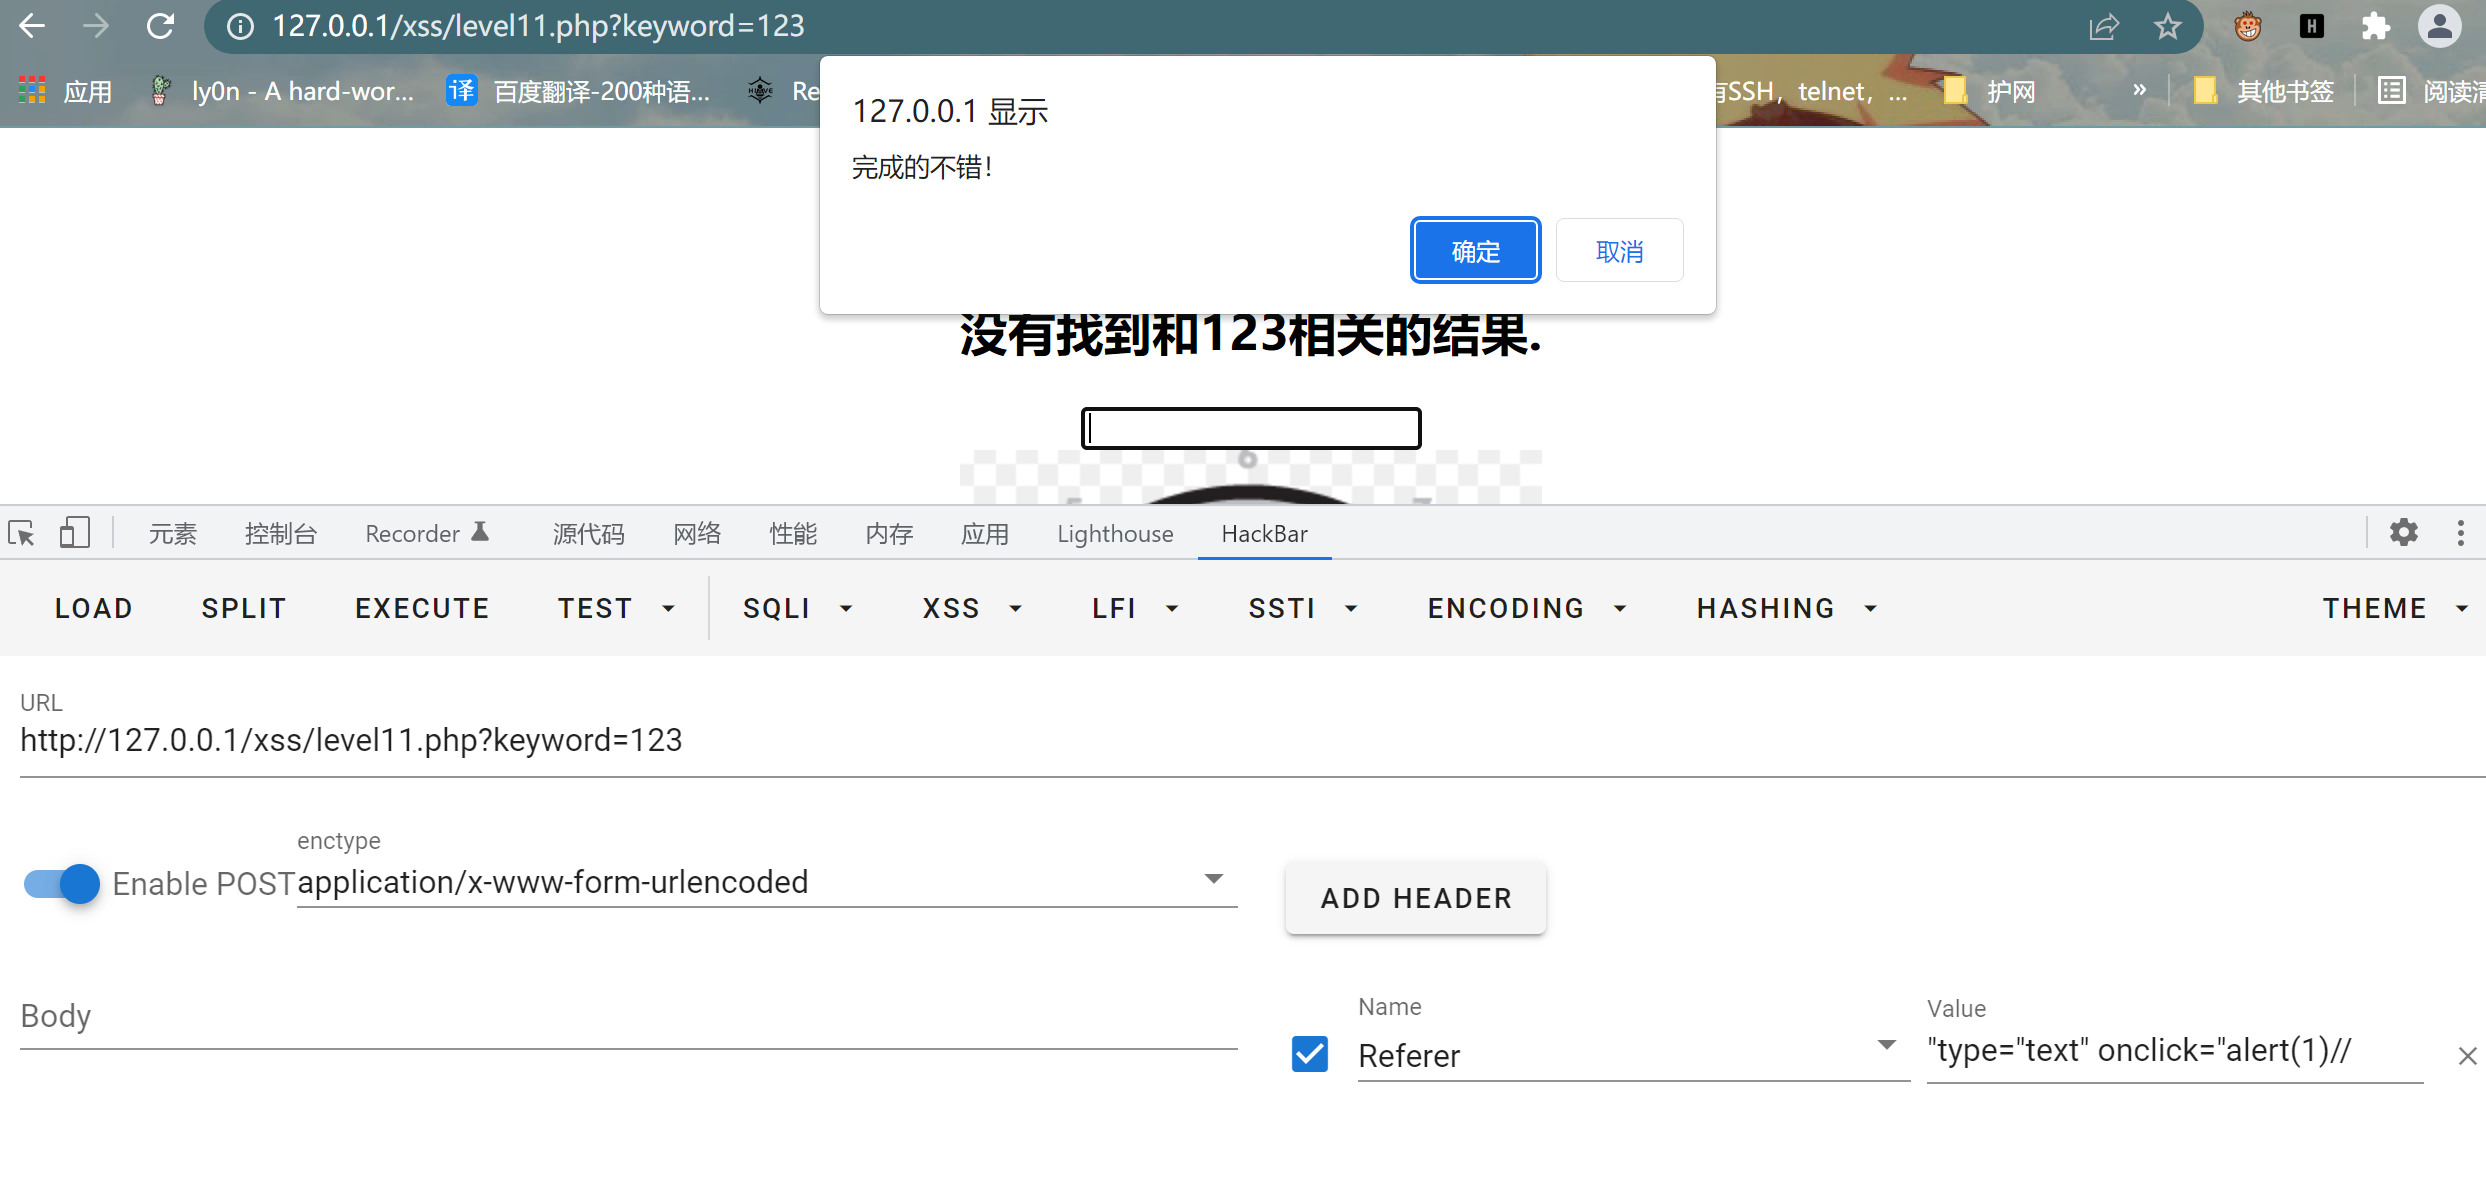 127.0.0.1/xss/level11.php?keyword=123
应用 ly0n - A hard-wor... 译 百度翻译-200种语... Re 有SSH，telnet，... 护网 » 其他书签 阅读清
127.0.0.1 显示
完成的不错！
确定 取消
没有找到和123相关的结果.
6
5 7
元素 控制台 Recorder 源代码 网络 性能 内存 应用 Lighthouse HackBar
LOAD SPLIT EXECUTE TEST SQLI XSS LFI SSTI ENCODING HASHING THEME
URL
http://127.0.0.1/xss/level11.php?keyword=123
enctype
Enable POST application/x-www-form-urlencoded
ADD HEADER
Body
Name
Referer
Value
"type="text" onclick="alert(1)//